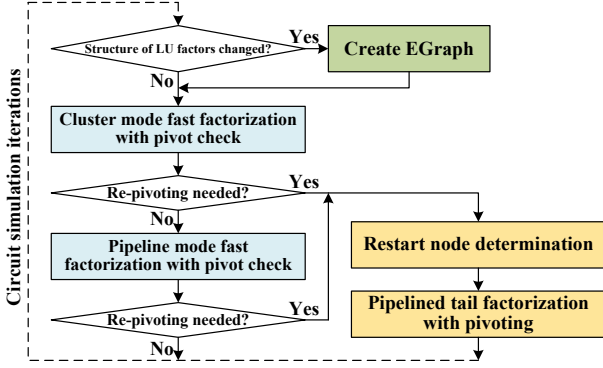 Circuit simulation iterations
Structure of LU factors changed?
Yes
Create EGraph
No
Cluster mode fast factorization
with pivot check
Re-pivoting needed?
Yes
No
Pipeline mode fast
factorization with pivot check
Restart node determination
Re-pivoting needed?
Yes
No
Pipelined tail factorization
with pivoting